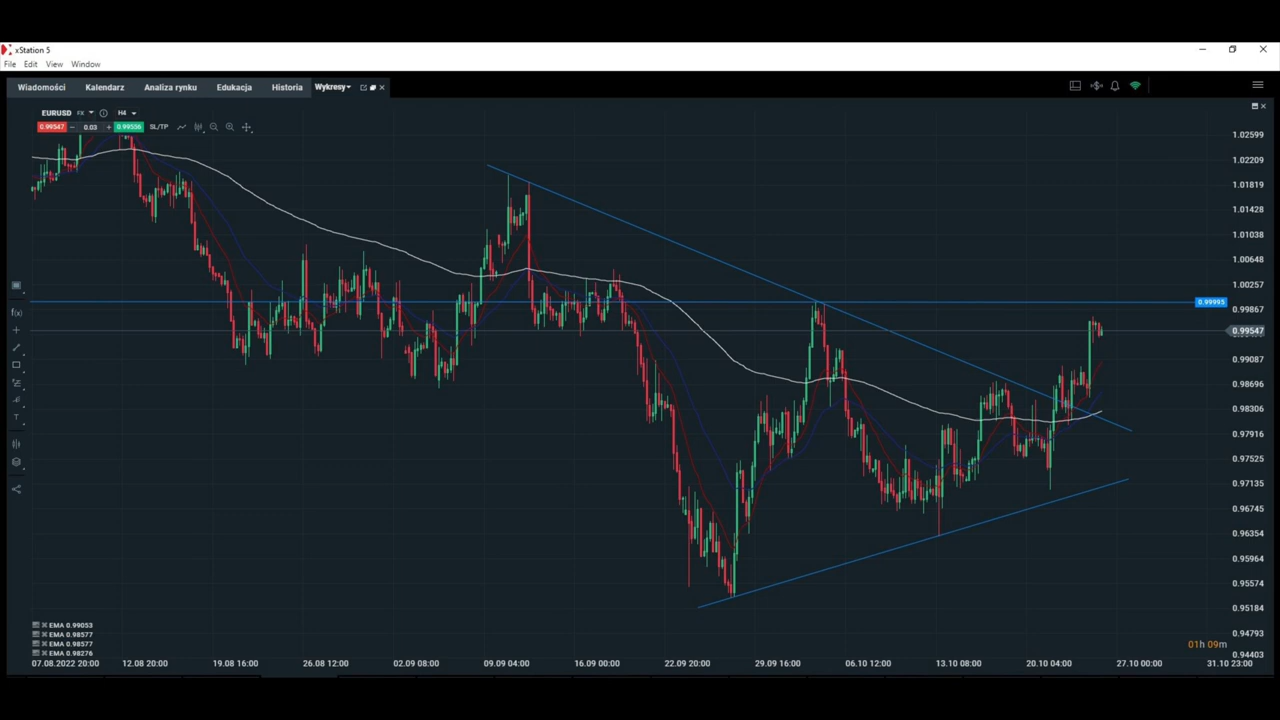 xStation 5
File Edit View Window
Wiadomości Kalendarz Analiza rynku Edukacja Historia Wykresy
EURUSD FX H4
0.99547 0.03 0.99556 SL/TP
1.02599
1.02209
1.01819
1.01428
1.01038
1.00648
1.00257
0.99995
0.99867
0.99547
0.99087
0.98696
0.98306
0.97916
0.97525
0.97135
0.96745
0.96354
0.95964
0.95574
0.95184
0.94793
0.94403
f(x)
T
EMA 0.99053
EMA 0.98577
EMA 0.98577
EMA 0.98276
01h 09m
07.08.2022 20:00 12.08 20:00 19.08 16:00 26.08 12:00 02.09 08:00 09.09 04:00 16.09 00:00 22.09 20:00 29.09 16:00 06.10 12:00 13.10 08:00 20.10 04:00 27.10 00:00 31.10 23:00